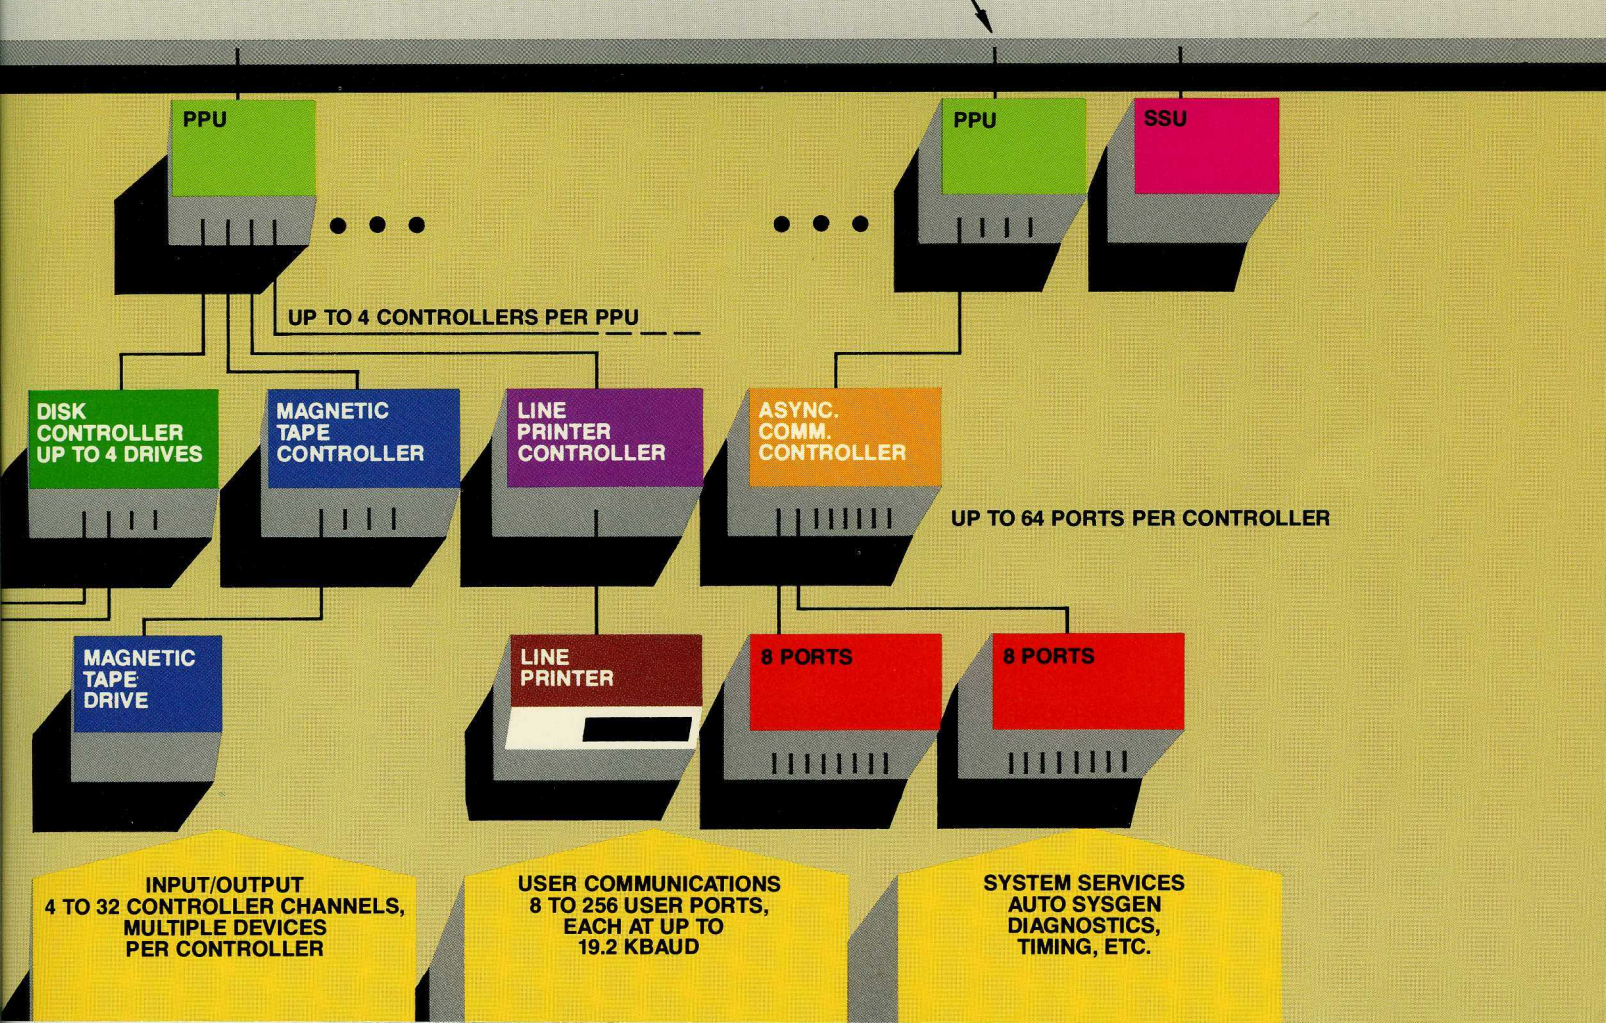 PPU
PPU
SSU
UP TO 4 CONTROLLERS PER PPU
DISK
CONTROLLER
UP TO 4 DRIVES
MAGNETIC
TAPE
CONTROLLER
LINE
PRINTER
CONTROLLER
ASYNC.
COMM.
CONTROLLER
UP TO 64 PORTS PER CONTROLLER
MAGNETIC
TAPE
DRIVE
LINE
PRINTER
8 PORTS
8 PORTS
INPUT/OUTPUT
4 TO 32 CONTROLLER CHANNELS,
MULTIPLE DEVICES
PER CONTROLLER
USER COMMUNICATIONS
8 TO 256 USER PORTS,
EACH AT UP TO
19.2 KBAUD
SYSTEM SERVICES
AUTO SYSGEN
DIAGNOSTICS,
TIMING, ETC.